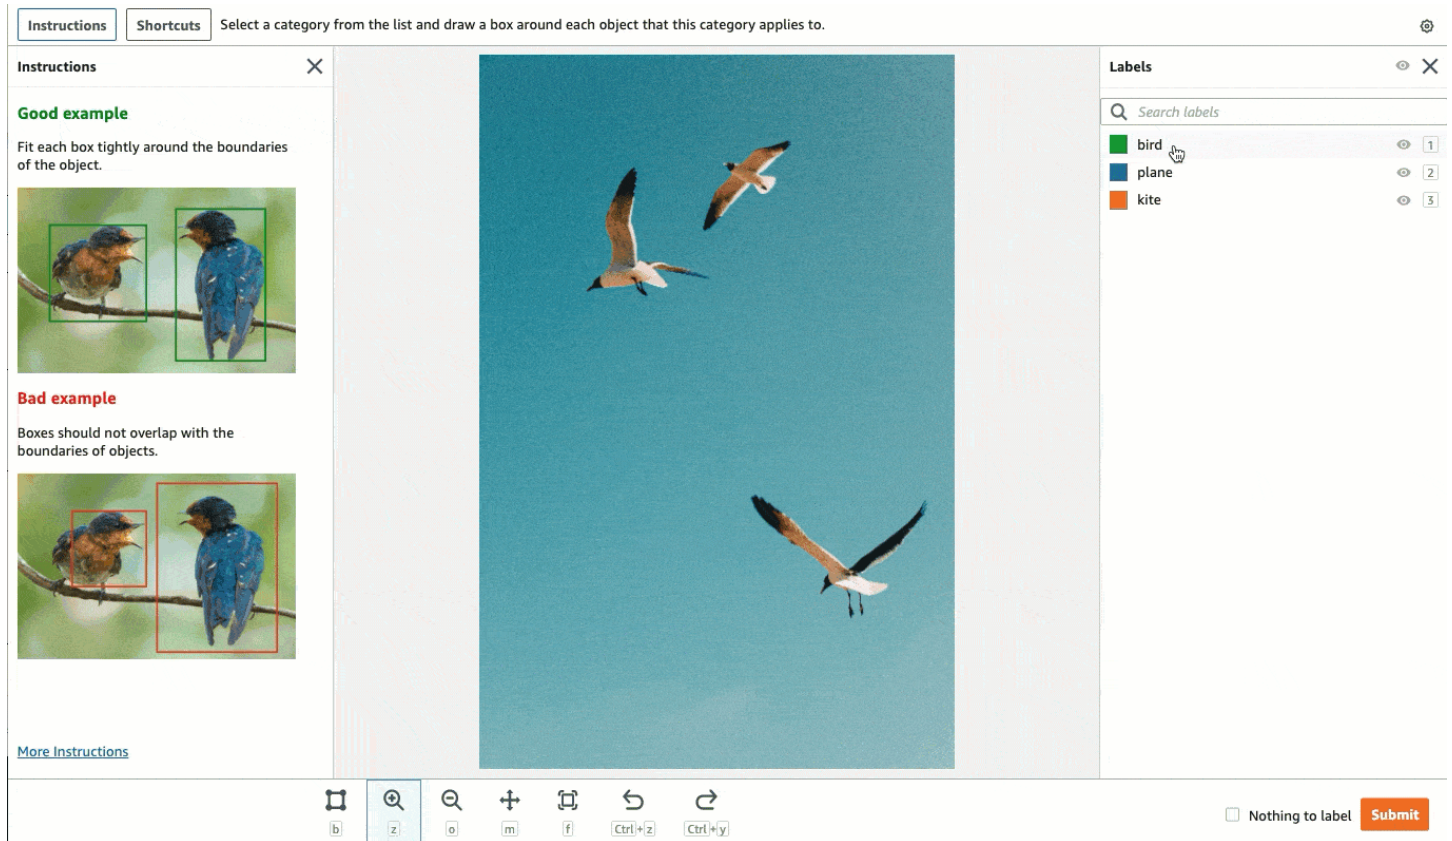 Instructions
Shortcuts
Select a category from the list and draw a box around each object that this category applies to.
Instructions
Good example
Fit each box tightly around the boundaries
of the object.
Bad example
Boxes should not overlap with the
boundaries of objects.
More Instructions
Labels
Search labels
bird 1
plane 2
kite 3
b
z
o
m
f
Ctrl+z
Ctrl+y
Nothing to label
Submit